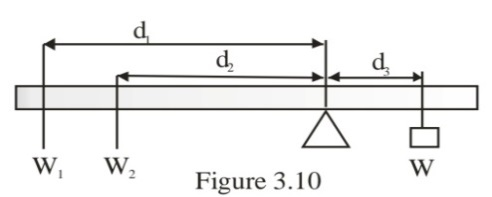 d₁
d₂ d₃
W₁ W₂ W
Figure 3.10